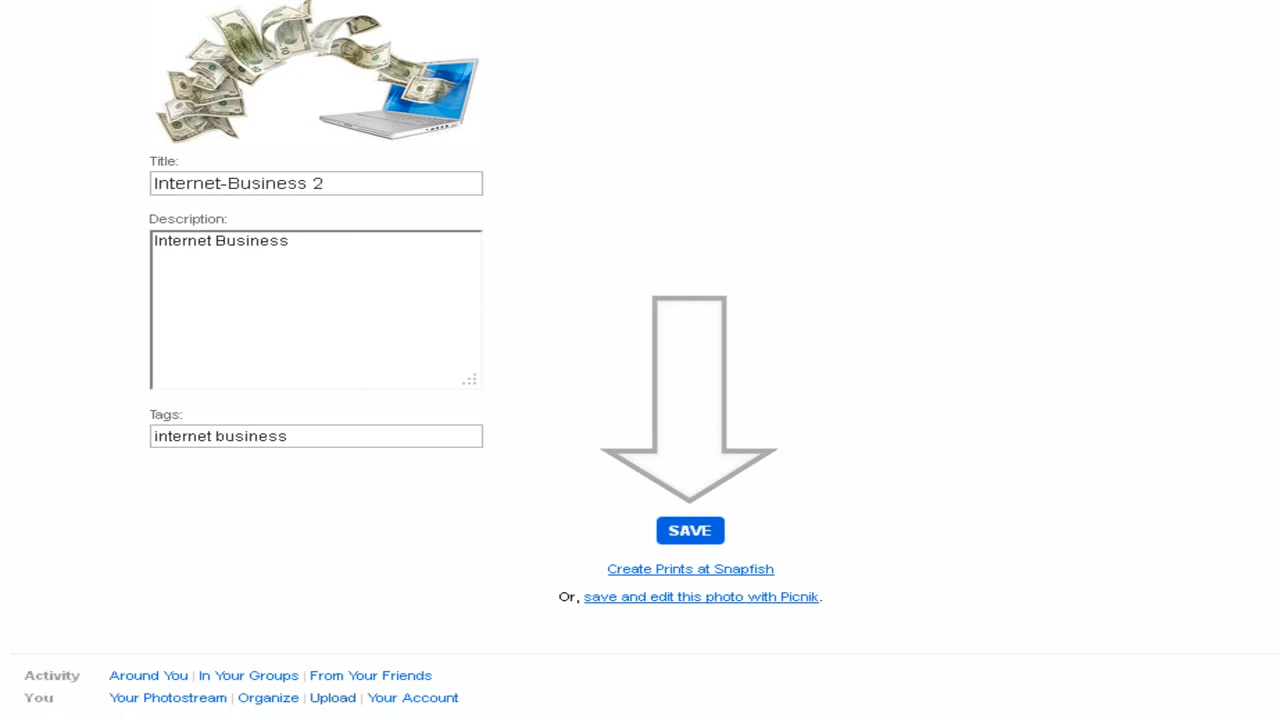 Title:
Internet-Business 2
Description:
Internet Business
Tags:
internet business
SAVE
Create Prints at Snapfish
Or, save and edit this photo with Picnik.
Activity Around You | In Your Groups | From Your Friends
You Your Photostream | Organize | Upload | Your Account